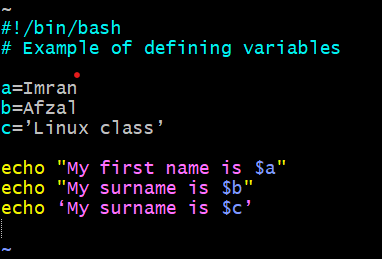 ~
#!/bin/bash
# Example of defining variables
a=Imran
b=Afzal
c=’Linux class’
echo "My first name is $a"
echo "My surname is $b"
echo ‘My surname is $c’
~